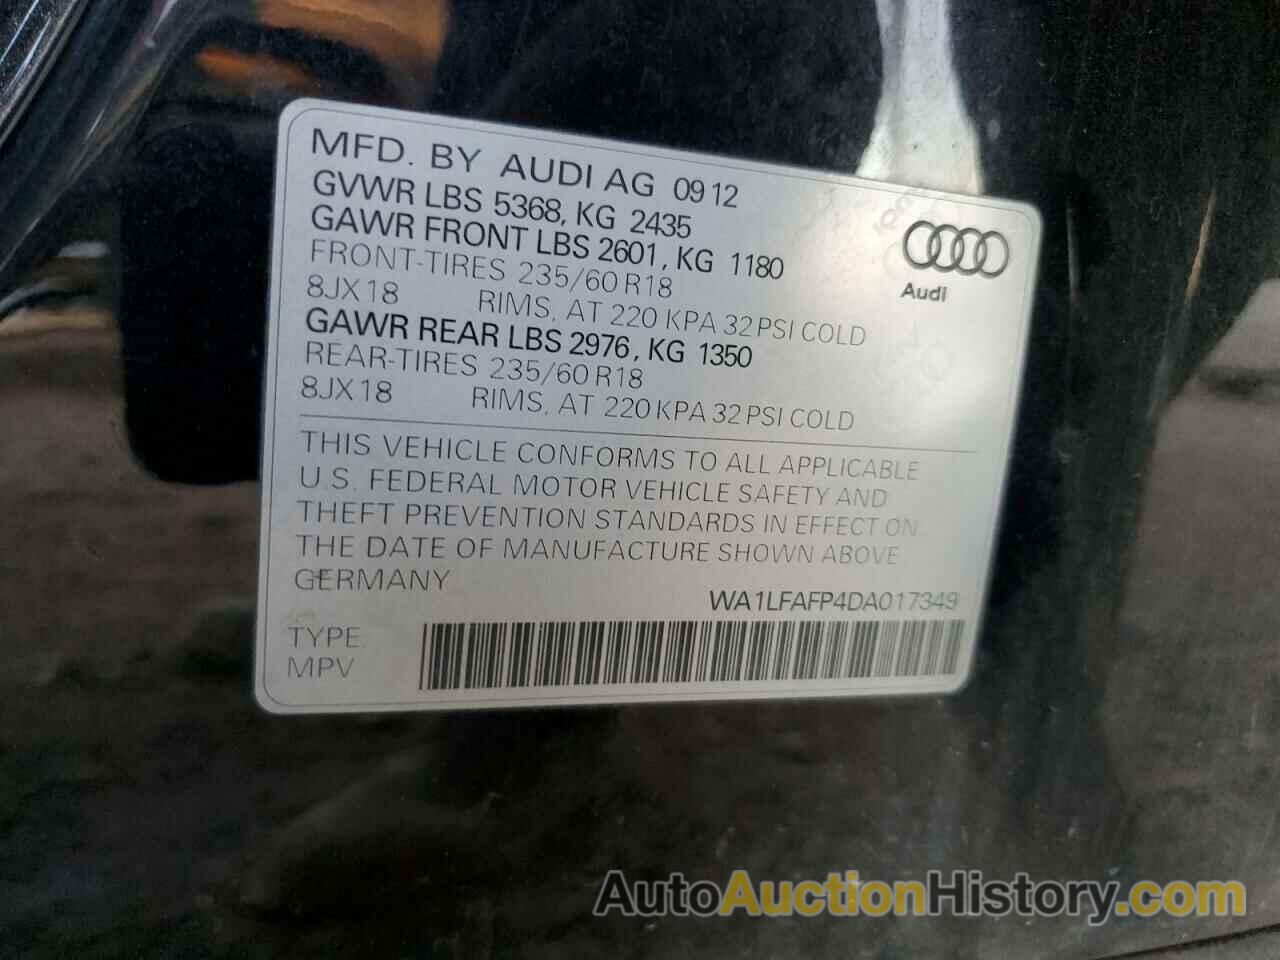 MFD. BY AUDI AG 09 12
GVWR LBS 5368, KG 2435
GAWR FRONT LBS 2601, KG 1180
FRONT-TIRES 235/60 R18
8JX18 RIMS, AT 220 KPA 32 PSI COLD
GAWR REAR LBS 2976, KG 1350
REAR-TIRES 235/60 R18
8JX18 RIMS, AT 220 KPA 32 PSI COLD
Audi
THIS VEHICLE CONFORMS TO ALL APPLICABLE
U.S. FEDERAL MOTOR VEHICLE SAFETY AND
THEFT PREVENTION STANDARDS IN EFFECT ON
THE DATE OF MANUFACTURE SHOWN ABOVE
GERMANY
WA1LFAFP4DA017349
TYPE
MPV
AutoAuctionHistory.com